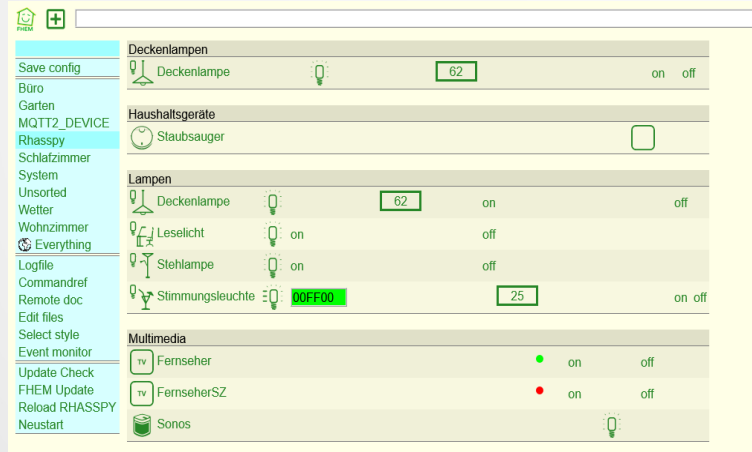 FHEM
Save config
Büro
Garten
MQTT2_DEVICE
Rhasspy
Schlafzimmer
System
Unsorted
Wetter
Wohnzimmer
Everything
Logfile
Commandref
Remote doc
Edit files
Select style
Event monitor
Update Check
FHEM Update
Reload RHASSPY
Neustart
Deckenlampen
Deckenlampe 62 on off
Haushaltsgeräte
Staubsauger
Lampen
Deckenlampe 62 on off
Leselicht on off
Stehlampe on off
Stimmungsleuchte 00FF00 25 on off
Multimedia
TV Fernseher on off
TV FernseherSZ on off
Sonos